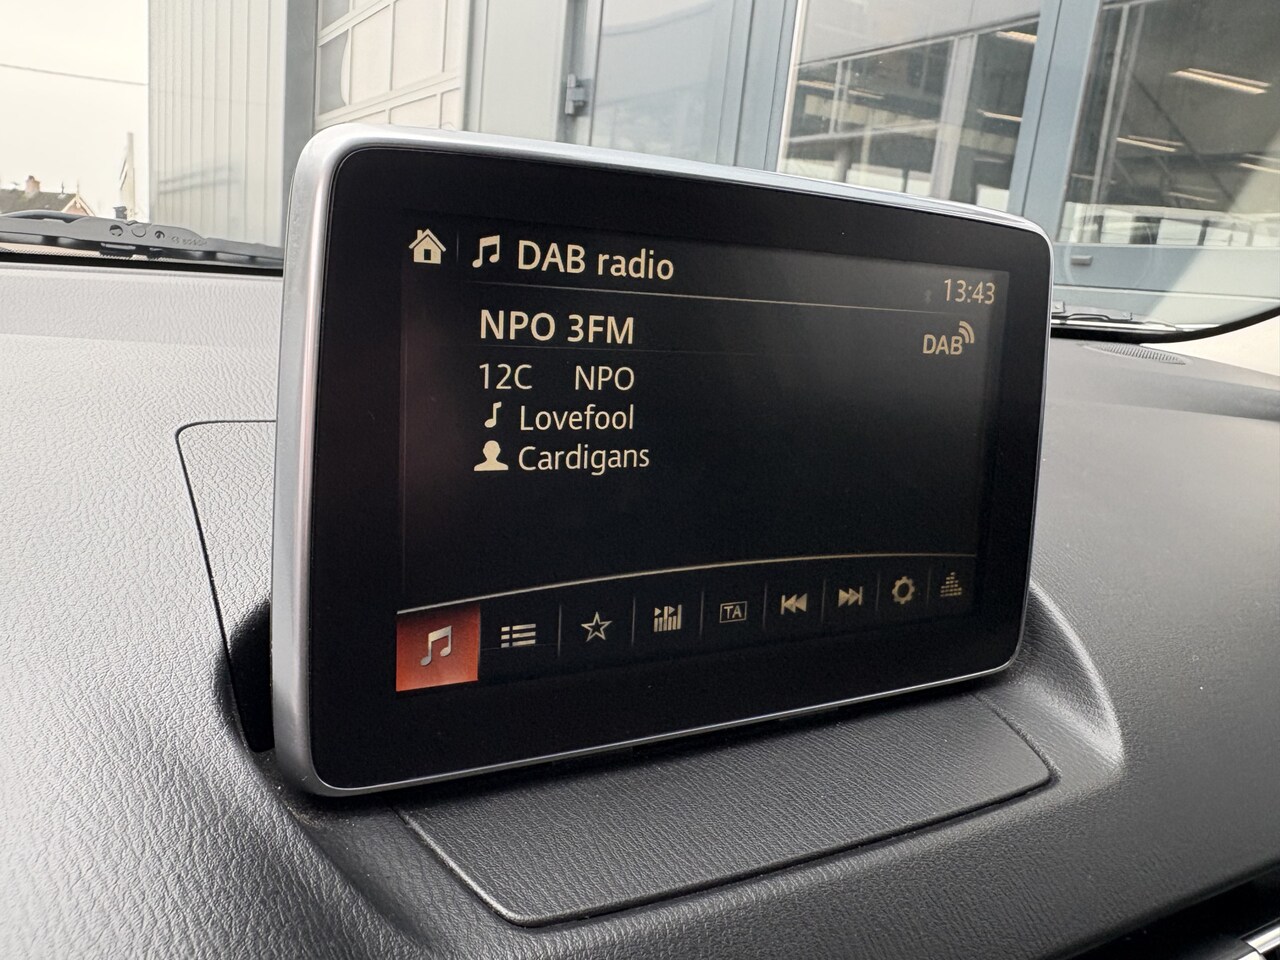 DAB radio
13:43
NPO 3FM
DAB
12C NPO
Lovefool
Cardigans
TA